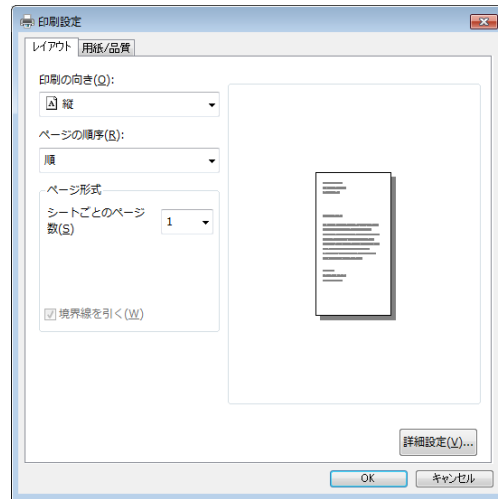 印刷設定
レイアウト
用紙/品質
印刷の向き(O):
縦
ページの順序(R):
順
ページ形式
シートごとのページ
数(S)
1
境界線を引く(W)
詳細設定(V)...
OK
キャンセル